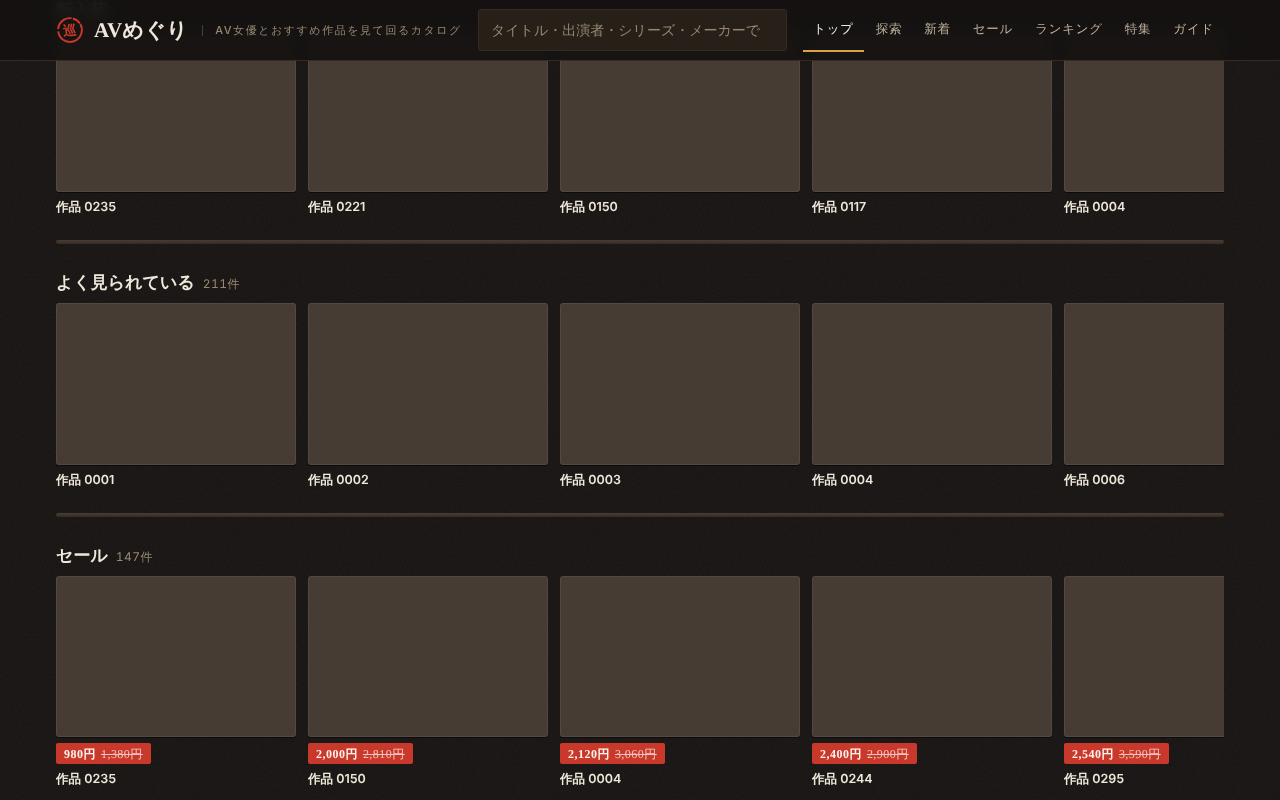 巡 AVめぐり AV女優とおすすめ作品を見て回るカタログ タイトル・出演者・シリーズ・メーカーで トップ 探索 新着 セール ランキング 特集 ガイド
作品 0235 作品 0221 作品 0150 作品 0117 作品 0004
よく見られている 211件
作品 0001 作品 0002 作品 0003 作品 0004 作品 0006
セール 147件
980円 1,380円 2,000円 2,810円 2,120円 3,060円 2,400円 2,900円 2,540円 3,590円
作品 0235 作品 0150 作品 0004 作品 0244 作品 0295